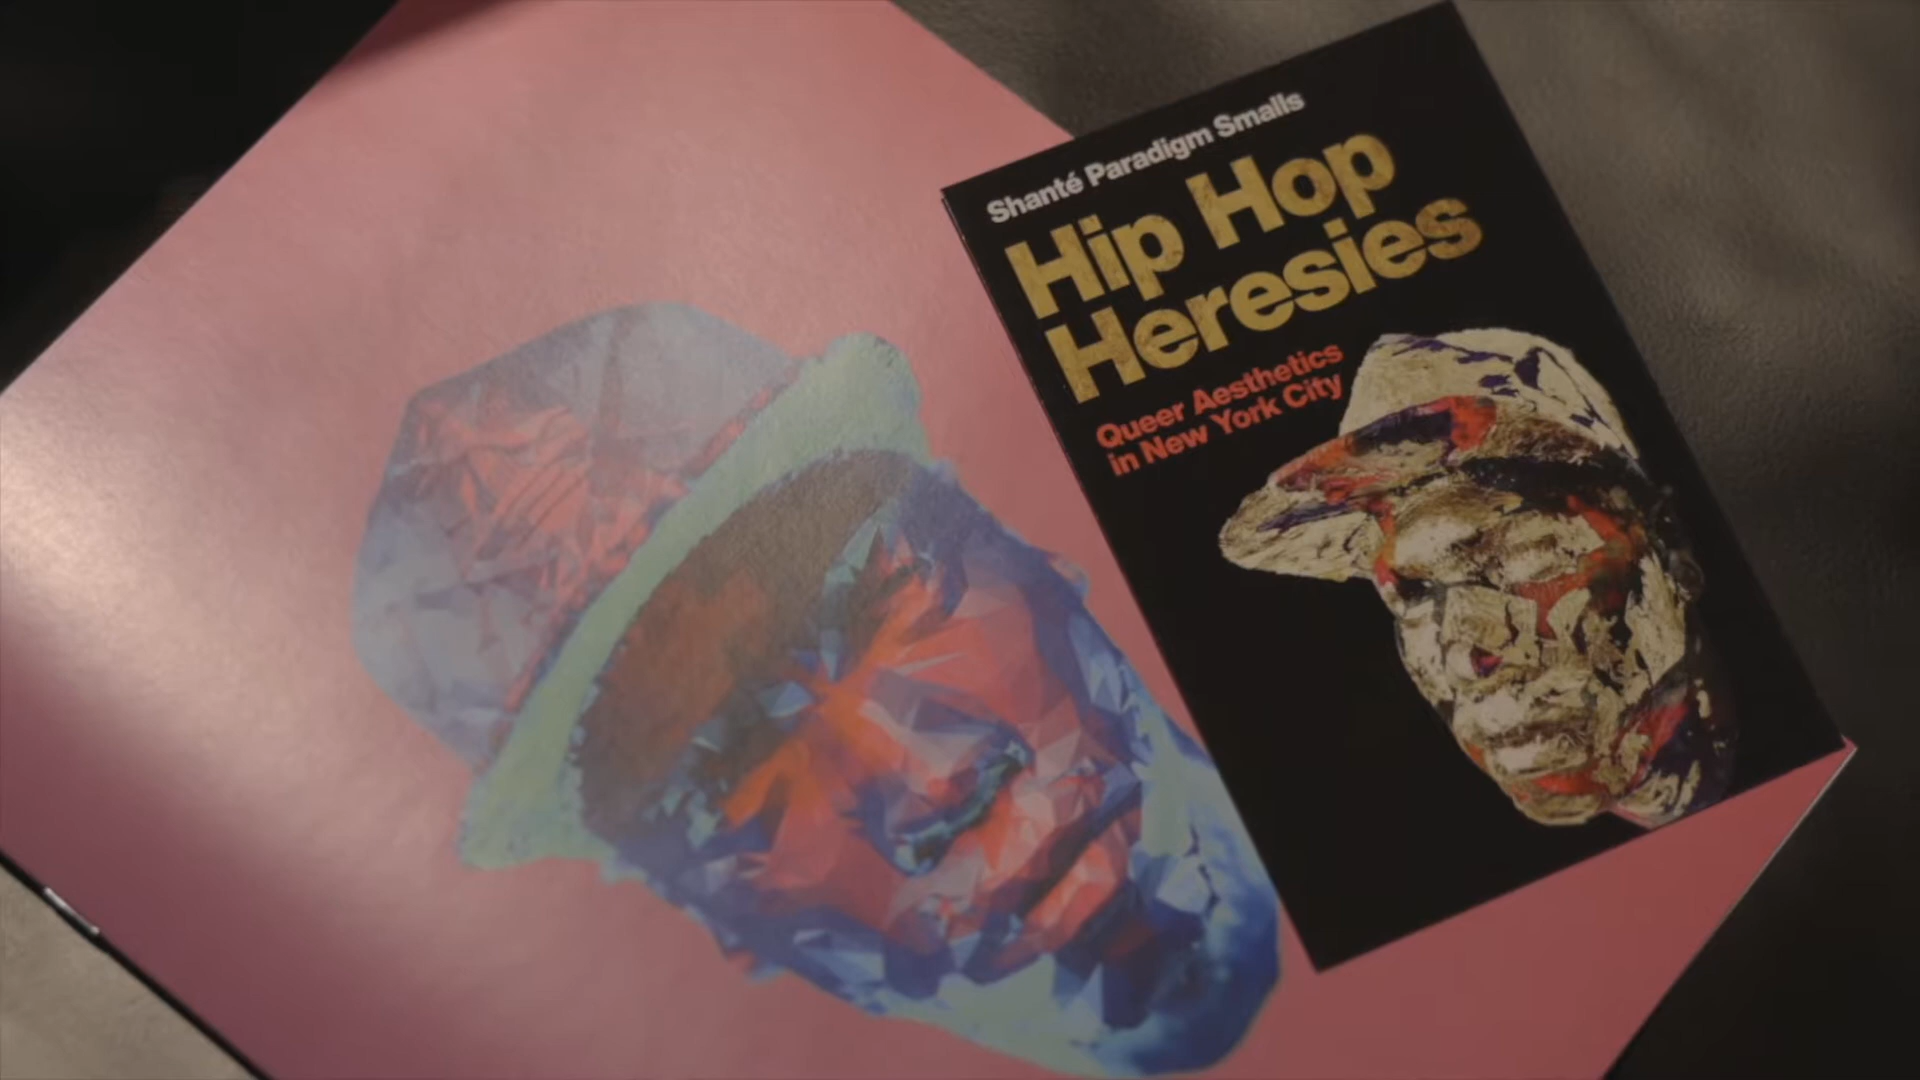 Shanté Paradigm Smalls
Hip Hop
Heresies
Queer Aesthetics
in New York City